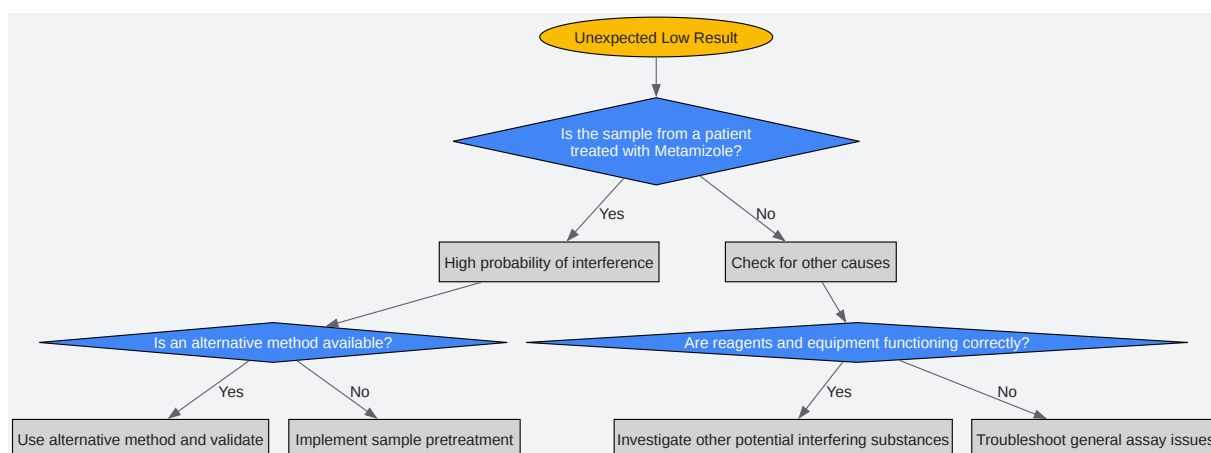 Unexpected Low Result
Is the sample from a patient
treated with Metamizole?
Yes
No
High probability of interference
Check for other causes
Is an alternative method available?
Are reagents and equipment functioning correctly?
Yes
No
Yes
No
Use alternative method and validate
Implement sample pretreatment
Investigate other potential interfering substances
Troubleshoot general assay issues